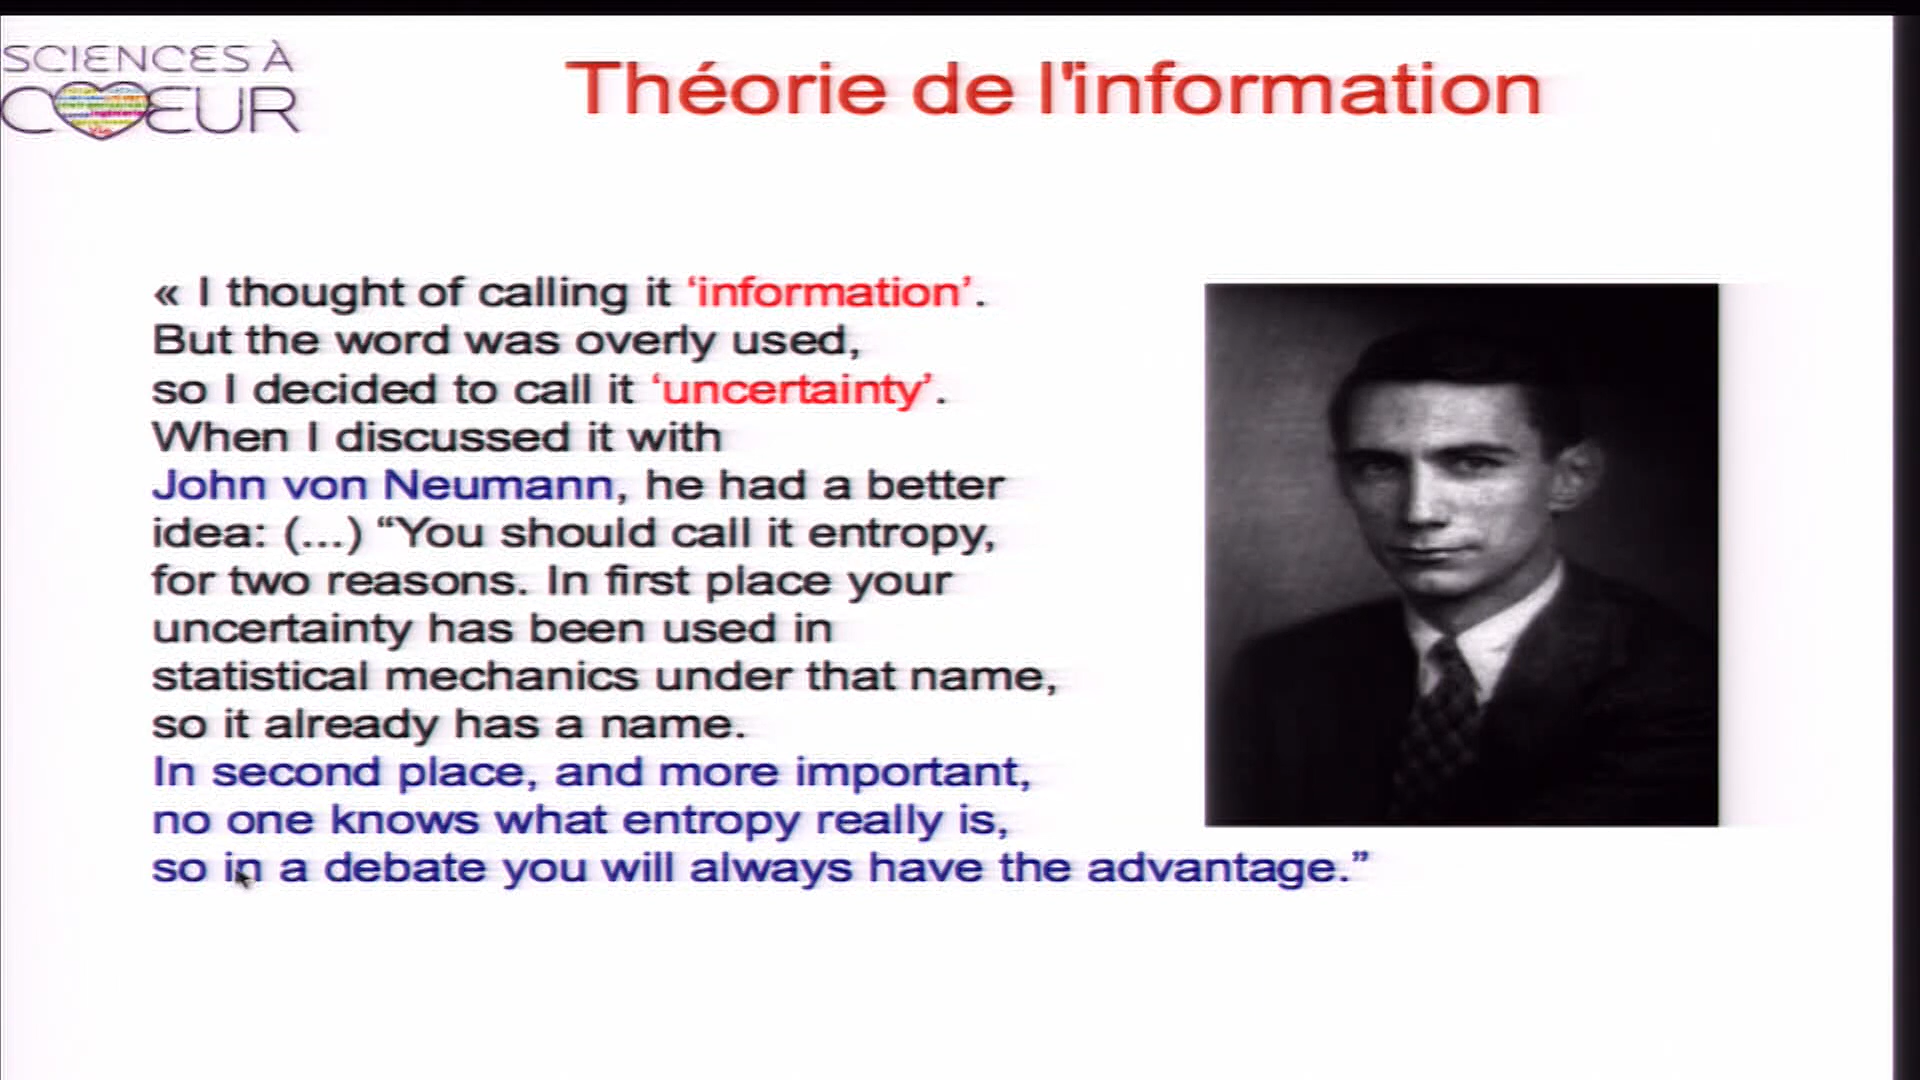 SCIENCES À
CŒUR
Théorie de l'information
« I thought of calling it ‘information’.
But the word was overly used,
so I decided to call it ‘uncertainty’.
When I discussed it with
John von Neumann, he had a better
idea: (...) “You should call it entropy,
for two reasons. In first place your
uncertainty has been used in
statistical mechanics under that name,
so it already has a name.
In second place, and more important,
no one knows what entropy really is,
so in a debate you will always have the advantage.”